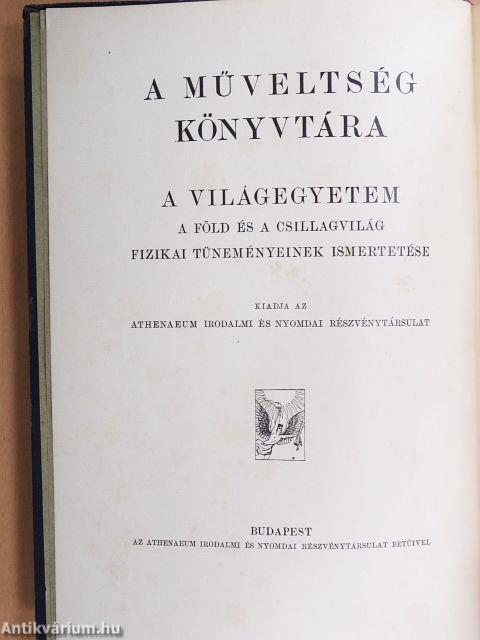 A MŰVELTSÉG
KÖNYVTÁRA
A VILÁGEGYETEM
A FÖLD ÉS A CSILLAGVILÁG
FIZIKAI TÜNEMÉNYEINEK ISMERTETÉSE
KIADJA AZ
ATHENAEUM IRODALMI ÉS NYOMDAI RÉSZVÉNYTÁRSULAT
BUDAPEST
AZ ATHENAEUM IRODALMI ÉS NYOMDAI RÉSZVÉNYTÁRSULAT BETŰIVEL
Antikvárium.hu